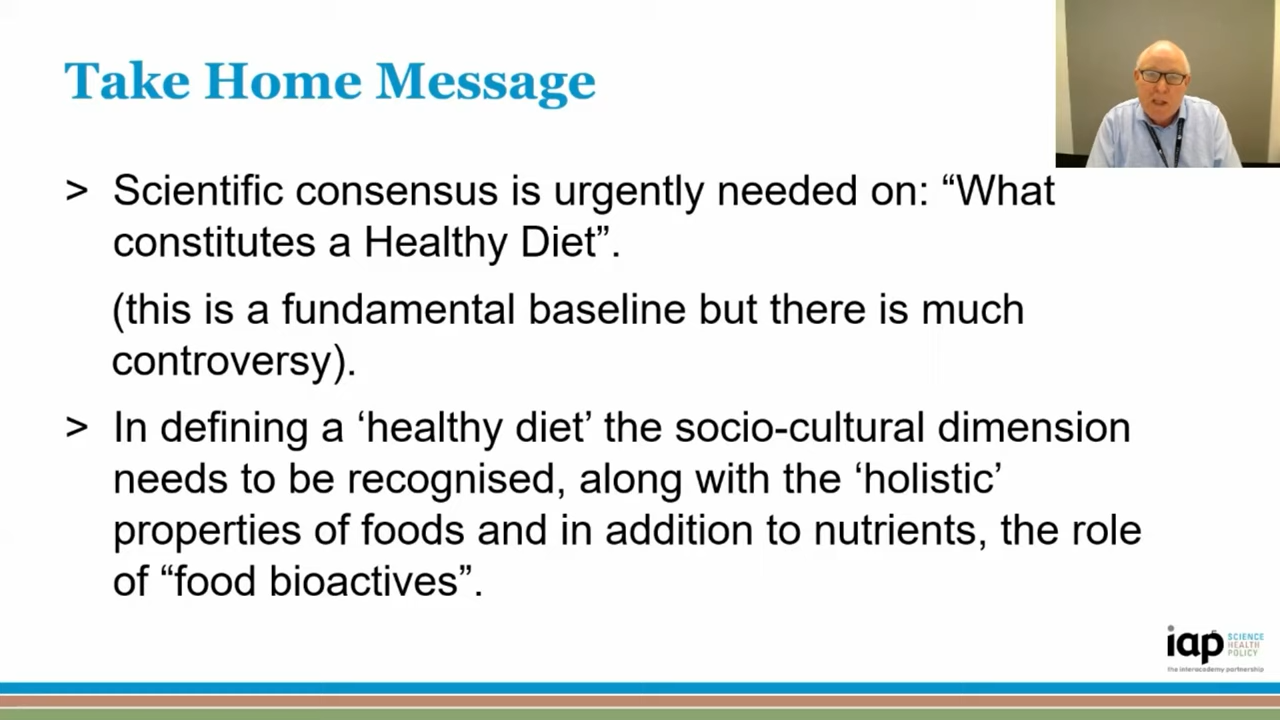 Take Home Message
> Scientific consensus is urgently needed on: “What
constitutes a Healthy Diet”.
(this is a fundamental baseline but there is much
controversy).
> In defining a ‘healthy diet’ the socio-cultural dimension
needs to be recognised, along with the ‘holistic’
properties of foods and in addition to nutrients, the role
of “food bioactives”.
iap SCIENCE
HEALTH
POLICY
the interacademy partnership